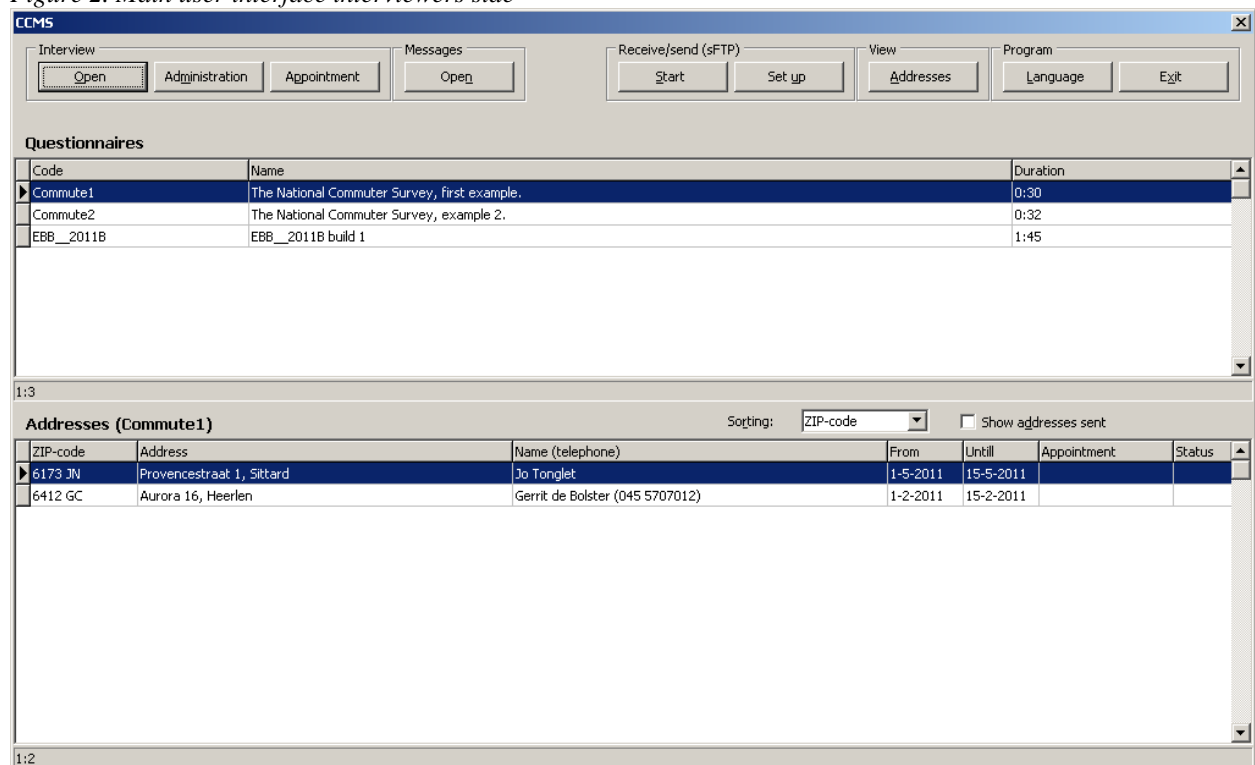 Figure 2. Main user interface interviewers side
CCMS
Interview Messages Receive/send (sFTP) View Program
Open Administration Appointment Open Start Set up Addresses Language Exit
Questionnaires
Code Name Duration
Commute1 The National Commuter Survey, first example. 0:30
Commute2 The National Commuter Survey, example 2. 0:32
EBB__2011B EBB__2011B build 1 1:45
1:3
Addresses (Commute1) Sorting: ZIP-code Show addresses sent
ZIP-code Address Name (telephone) From Untill Appointment Status
6173 JN Provencestraat 1, Sittard Jo Tonglet 1-5-2011 15-5-2011
6412 GC Aurora 16, Heerlen Gerrit de Bolster (045 5707012) 1-2-2011 15-2-2011
1:2